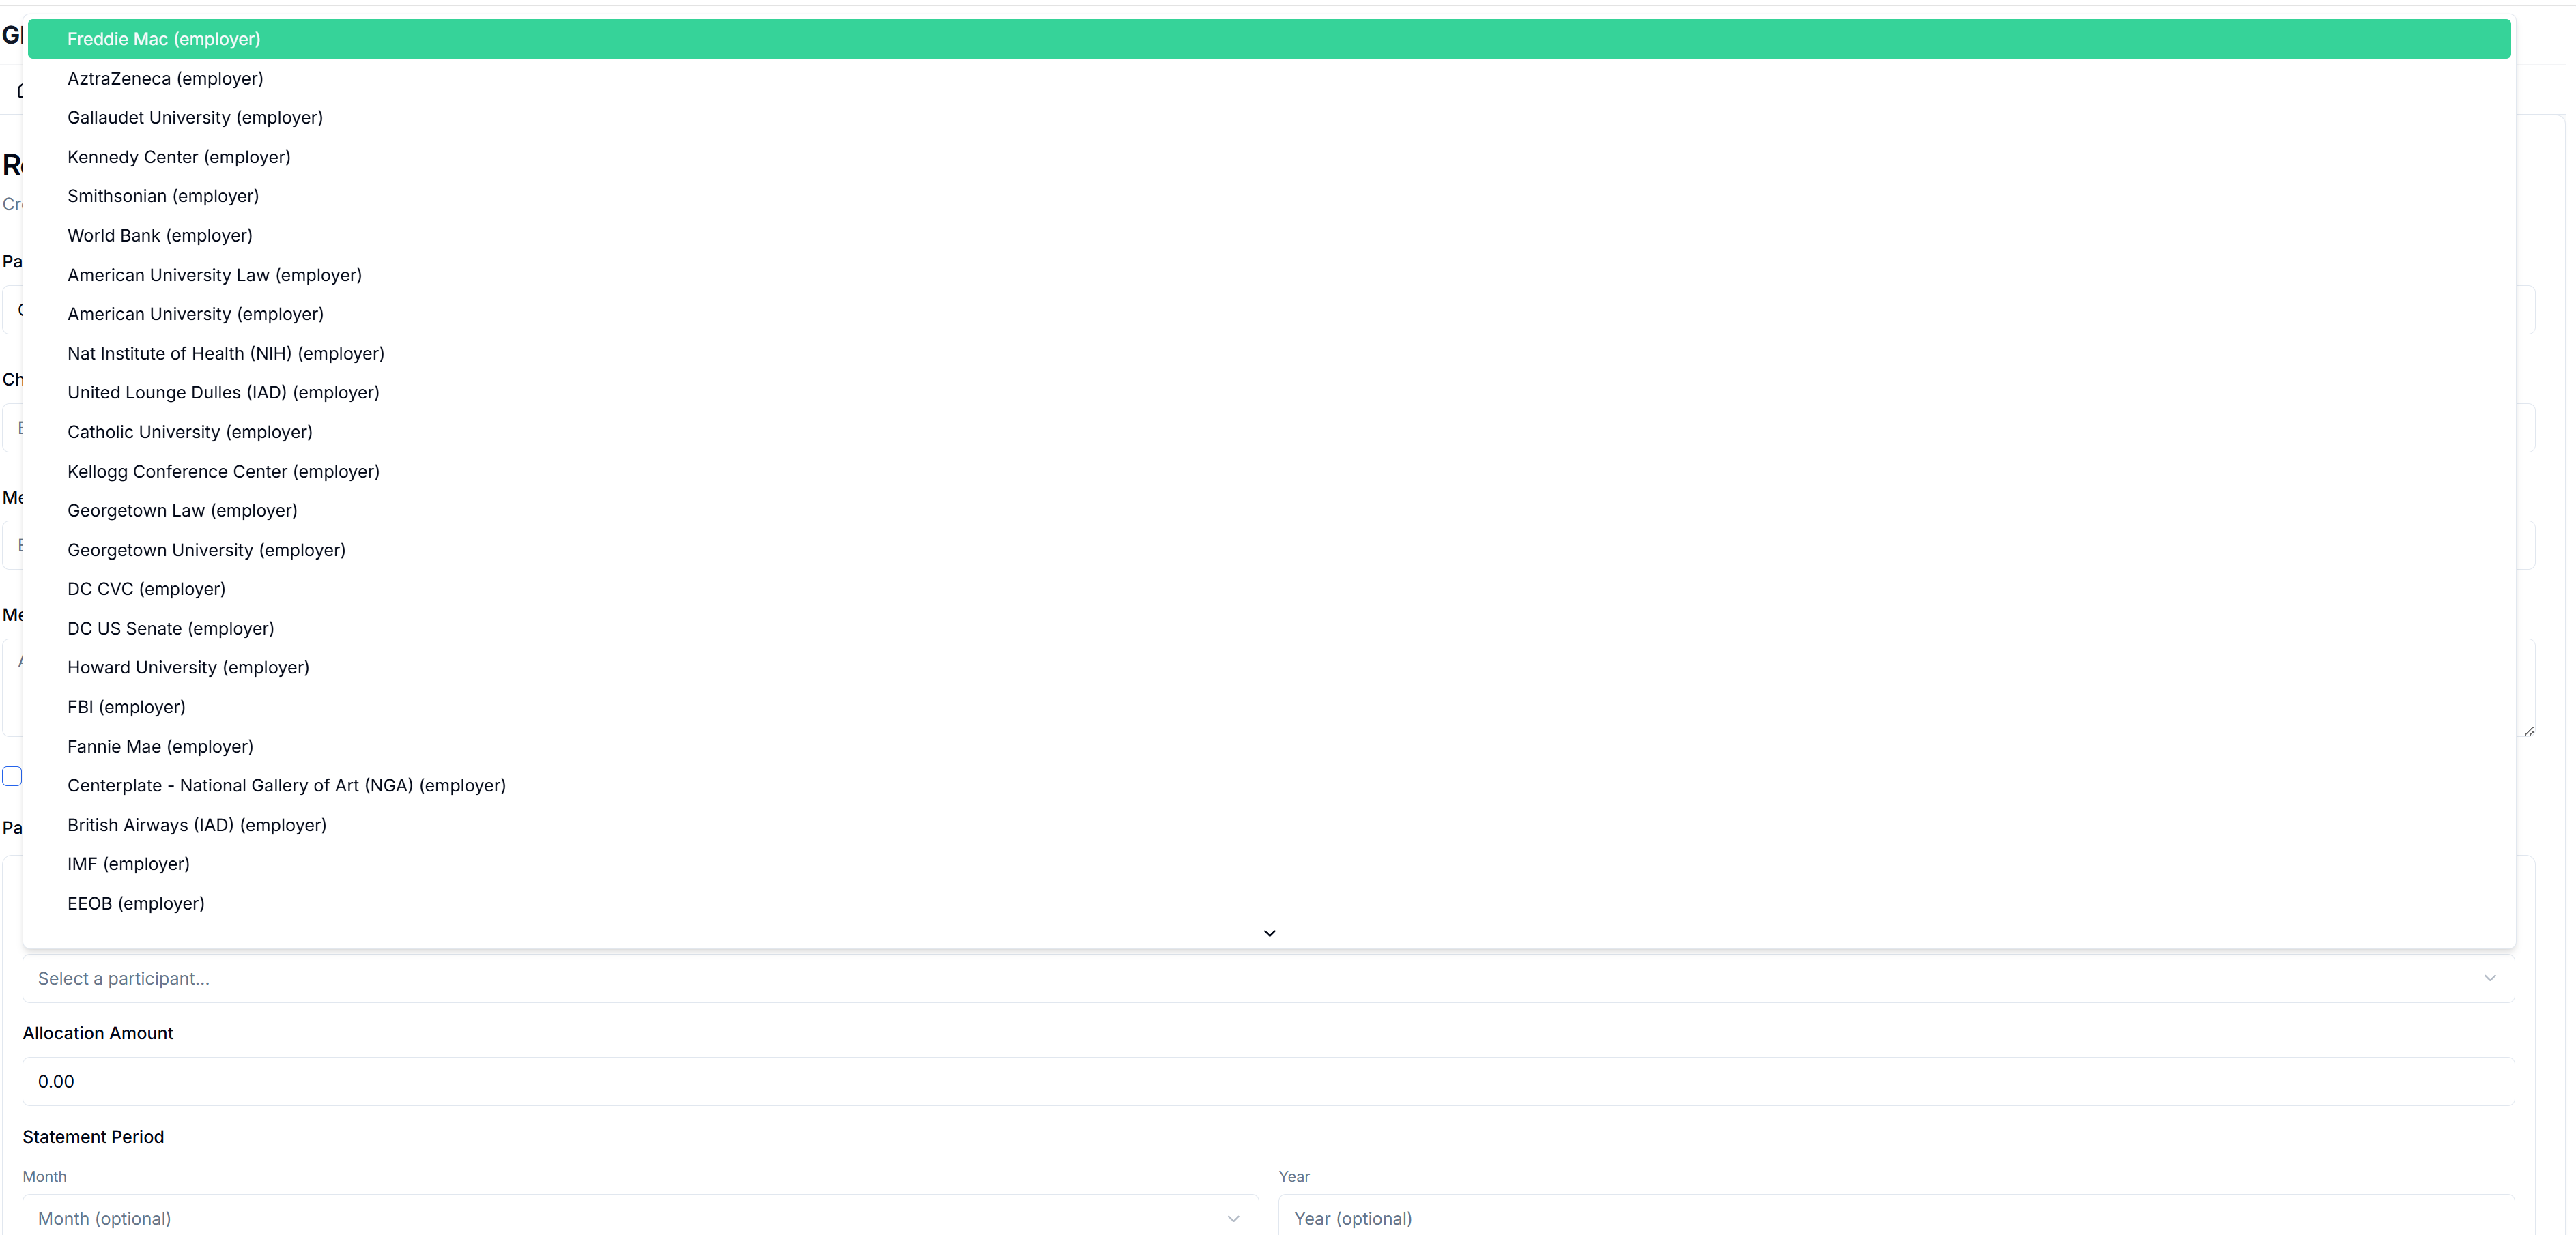 Freddie Mac (employer)
AztraZeneca (employer)
Gallaudet University (employer)
Kennedy Center (employer)
Smithsonian (employer)
World Bank (employer)
American University Law (employer)
American University (employer)
Nat Institute of Health (NIH) (employer)
United Lounge Dulles (IAD) (employer)
Catholic University (employer)
Kellogg Conference Center (employer)
Georgetown Law (employer)
Georgetown University (employer)
DC CVC (employer)
DC US Senate (employer)
Howard University (employer)
FBI (employer)
Fannie Mae (employer)
Centerplate - National Gallery of Art (NGA) (employer)
British Airways (IAD) (employer)
IMF (employer)
EEOB (employer)
Select a participant...
Allocation Amount
0.00
Statement Period
Month
Year
Month (optional)
Year (optional)